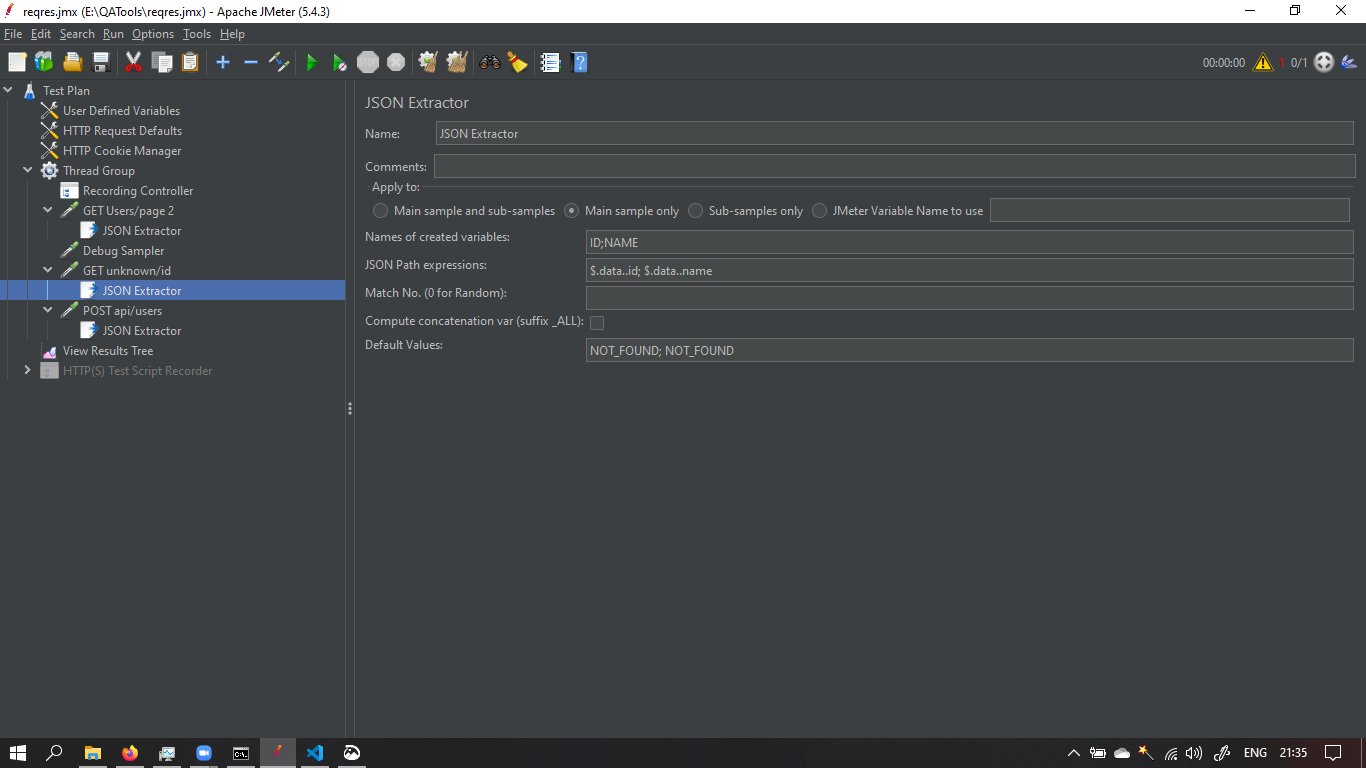 reqres.jmx (E:\QATools\reqres.jmx) - Apache JMeter (5.4.3)
File Edit Search Run Options Tools Help
STOP 00:00:00 1 0/1
Test Plan
User Defined Variables
HTTP Request Defaults
HTTP Cookie Manager
Thread Group
Recording Controller
GET Users/page 2
JSON Extractor
Debug Sampler
GET unknown/id
JSON Extractor
POST api/users
JSON Extractor
View Results Tree
HTTP(S) Test Script Recorder
JSON Extractor
Name: JSON Extractor
Comments:
Apply to:
Main sample and sub-samples Main sample only Sub-samples only JMeter Variable Name to use
Names of created variables: ID;NAME
JSON Path expressions: $.data..id; $.data..name
Match No. (0 for Random):
Compute concatenation var (suffix _ALL):
Default Values: NOT_FOUND; NOT_FOUND
ENG 21:35